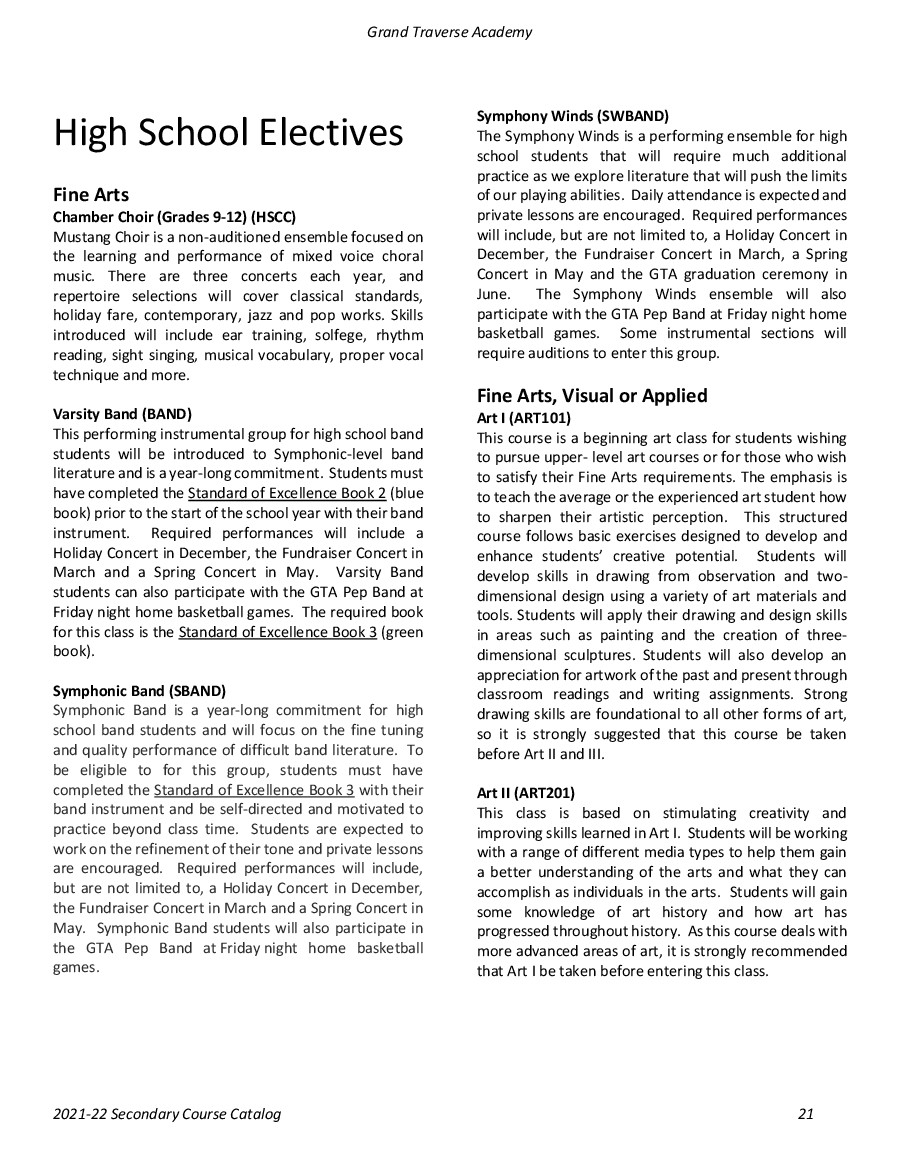 Grand Traverse Academy
High School Electives
Fine Arts
Chamber Choir (Grades 9-12) (HSCC)
Mustang Choir is a non-auditioned ensemble focused on
the learning and performance of mixed voice choral
music. There are three concerts each year, and
repertoire selections will cover classical standards,
holiday fare, contemporary, jazz and pop works. Skills
introduced will include ear training, solfege, rhythm
reading, sight singing, musical vocabulary, proper vocal
technique and more.
Varsity Band (BAND)
This performing instrumental group for high school band
students will be introduced to Symphonic-level band
literature and is a year-long commitment. Students must
have completed the Standard of Excellence Book 2 (blue
book) prior to the start of the school year with their band
instrument. Required performances will include a
Holiday Concert in December, the Fundraiser Concert in
March and a Spring Concert in May. Varsity Band
students can also participate with the GTA Pep Band at
Friday night home basketball games. The required book
for this class is the Standard of Excellence Book 3 (green
book).
Symphonic Band (SBAND)
Symphonic Band is a year-long commitment for high
school band students and will focus on the fine tuning
and quality performance of difficult band literature. To
be eligible to for this group, students must have
completed the Standard of Excellence Book 3 with their
band instrument and be self-directed and motivated to
practice beyond class time. Students are expected to
work on the refinement of their tone and private lessons
are encouraged. Required performances will include,
but are not limited to, a Holiday Concert in December,
the Fundraiser Concert in March and a Spring Concert in
May. Symphonic Band students will also participate in
the GTA Pep Band at Friday night home basketball
games.
Symphony Winds (SWBAND)
The Symphony Winds is a performing ensemble for high
school students that will require much additional
practice as we explore literature that will push the limits
of our playing abilities. Daily attendance is expected and
private lessons are encouraged. Required performances
will include, but are not limited to, a Holiday Concert in
December, the Fundraiser Concert in March, a Spring
Concert in May and the GTA graduation ceremony in
June. The Symphony Winds ensemble will also
participate with the GTA Pep Band at Friday night home
basketball games. Some instrumental sections will
require auditions to enter this group.
Fine Arts, Visual or Applied
Art I (ART101)
This course is a beginning art class for students wishing
to pursue upper- level art courses or for those who wish
to satisfy their Fine Arts requirements. The emphasis is
to teach the average or the experienced art student how
to sharpen their artistic perception. This structured
course follows basic exercises designed to develop and
enhance students’ creative potential. Students will
develop skills in drawing from observation and two-
dimensional design using a variety of art materials and
tools. Students will apply their drawing and design skills
in areas such as painting and the creation of three-
dimensional sculptures. Students will also develop an
appreciation for artwork of the past and present through
classroom readings and writing assignments. Strong
drawing skills are foundational to all other forms of art,
so it is strongly suggested that this course be taken
before Art II and III.
Art II (ART201)
This class is based on stimulating creativity and
improving skills learned in Art I. Students will be working
with a range of different media types to help them gain
a better understanding of the arts and what they can
accomplish as individuals in the arts. Students will gain
some knowledge of art history and how art has
progressed throughout history. As this course deals with
more advanced areas of art, it is strongly recommended
that Art I be taken before entering this class.
2021-22 Secondary Course Catalog 21